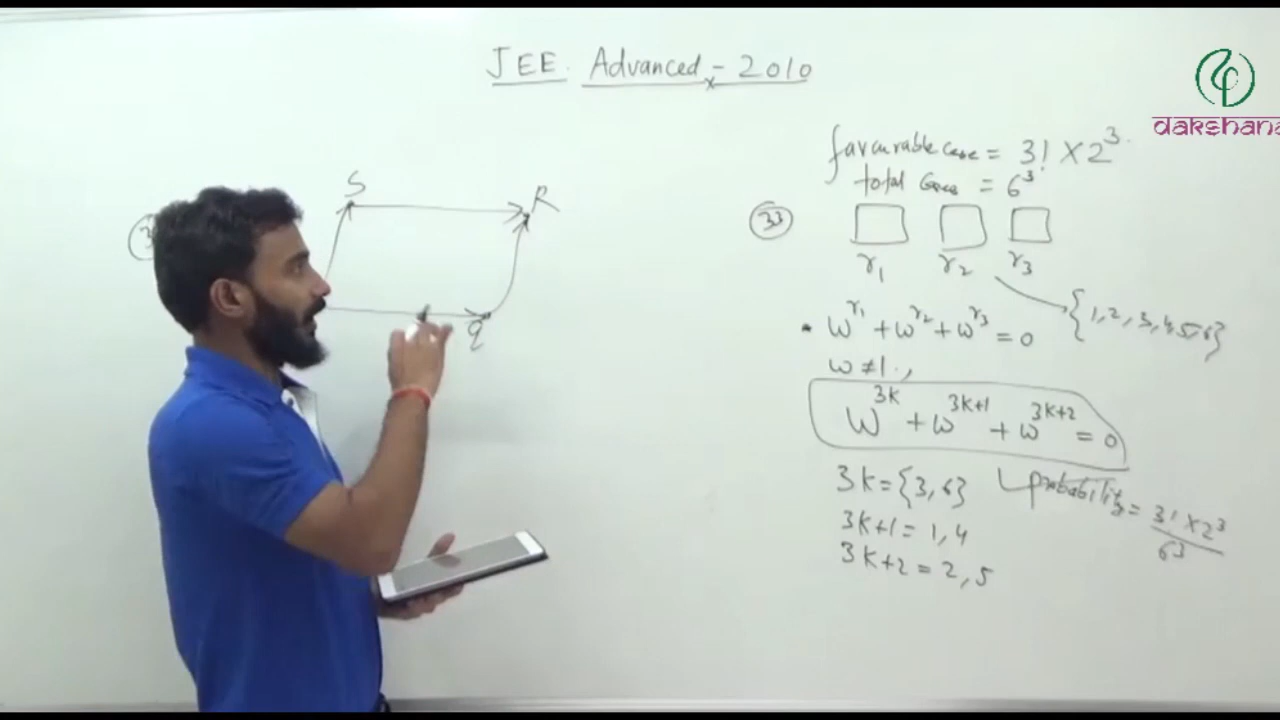 JEE. Advanced - 2010
dakshana
S
R
Q
favourable case = 3! × 2³
total Case = 6³
33
r₁ r₂ r₃
{1, 2, 3, 4, 5, 6}
ω^r₁ + ω^r₂ + ω^r₃ = 0
ω ≠ 1.,
ω^3k + ω^3k+1 + ω^3k+2 = 0
3k = {3, 6}
probability = 3! × 2³ / 6³
3k+1 = 1, 4
3k+2 = 2, 5